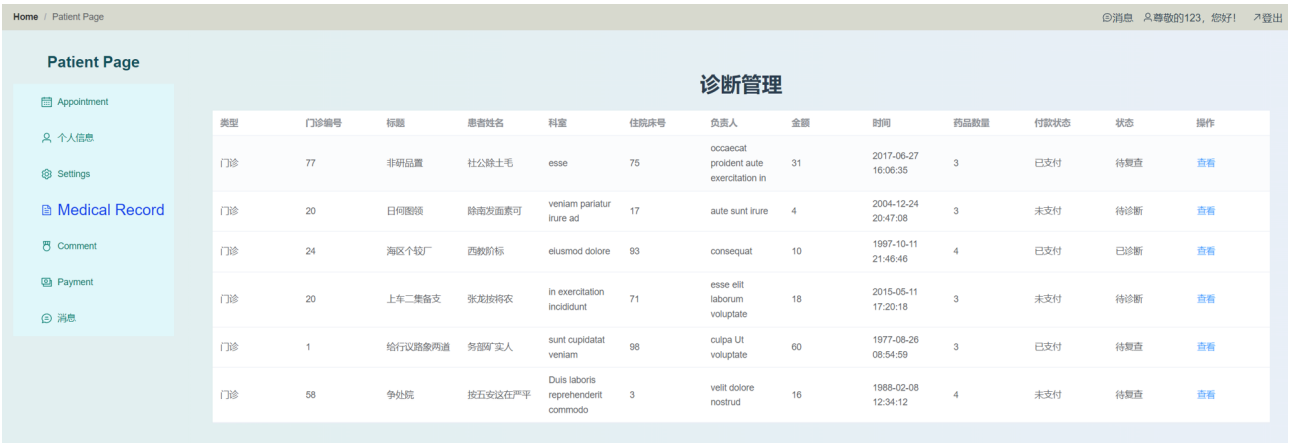 Home / Patient Page
消息 尊敬的123，您好! 登出
Patient Page
Appointment
个人信息
Settings
Medical Record
Comment
Payment
消息
诊断管理
类型 门诊编号 标题 患者姓名 科室 住院床号 负责人 金额 时间 药品数量 付款状态 状态 操作
门诊 77 非研品置 社公除土毛 esse 75 occaecat proident aute exercitation in 31 2017-06-27 16:06:35 3 已支付 待复查 查看
门诊 20 日何图领 除南发面素可 veniam pariatur irure ad 17 aute sunt irure 4 2004-12-24 20:47:08 3 未支付 待诊断 查看
门诊 24 海区个较厂 西教阶标 eiusmod dolore 93 consequat 10 1997-10-11 21:46:46 4 已支付 已诊断 查看
门诊 20 上车二集备支 张龙按将农 in exercitation incididunt 71 esse elit laborum voluptate 18 2015-05-11 17:20:18 3 未支付 待诊断 查看
门诊 1 给行议路象两道 务部矿实人 sunt cupidatat veniam 98 culpa Ut voluptate 60 1977-08-26 08:54:59 3 已支付 待复查 查看
门诊 58 争处院 按五安这在严平 Duis laboris reprehenderit commodo 3 velit dolore nostrud 16 1988-02-08 12:34:12 4 未支付 待复查 查看